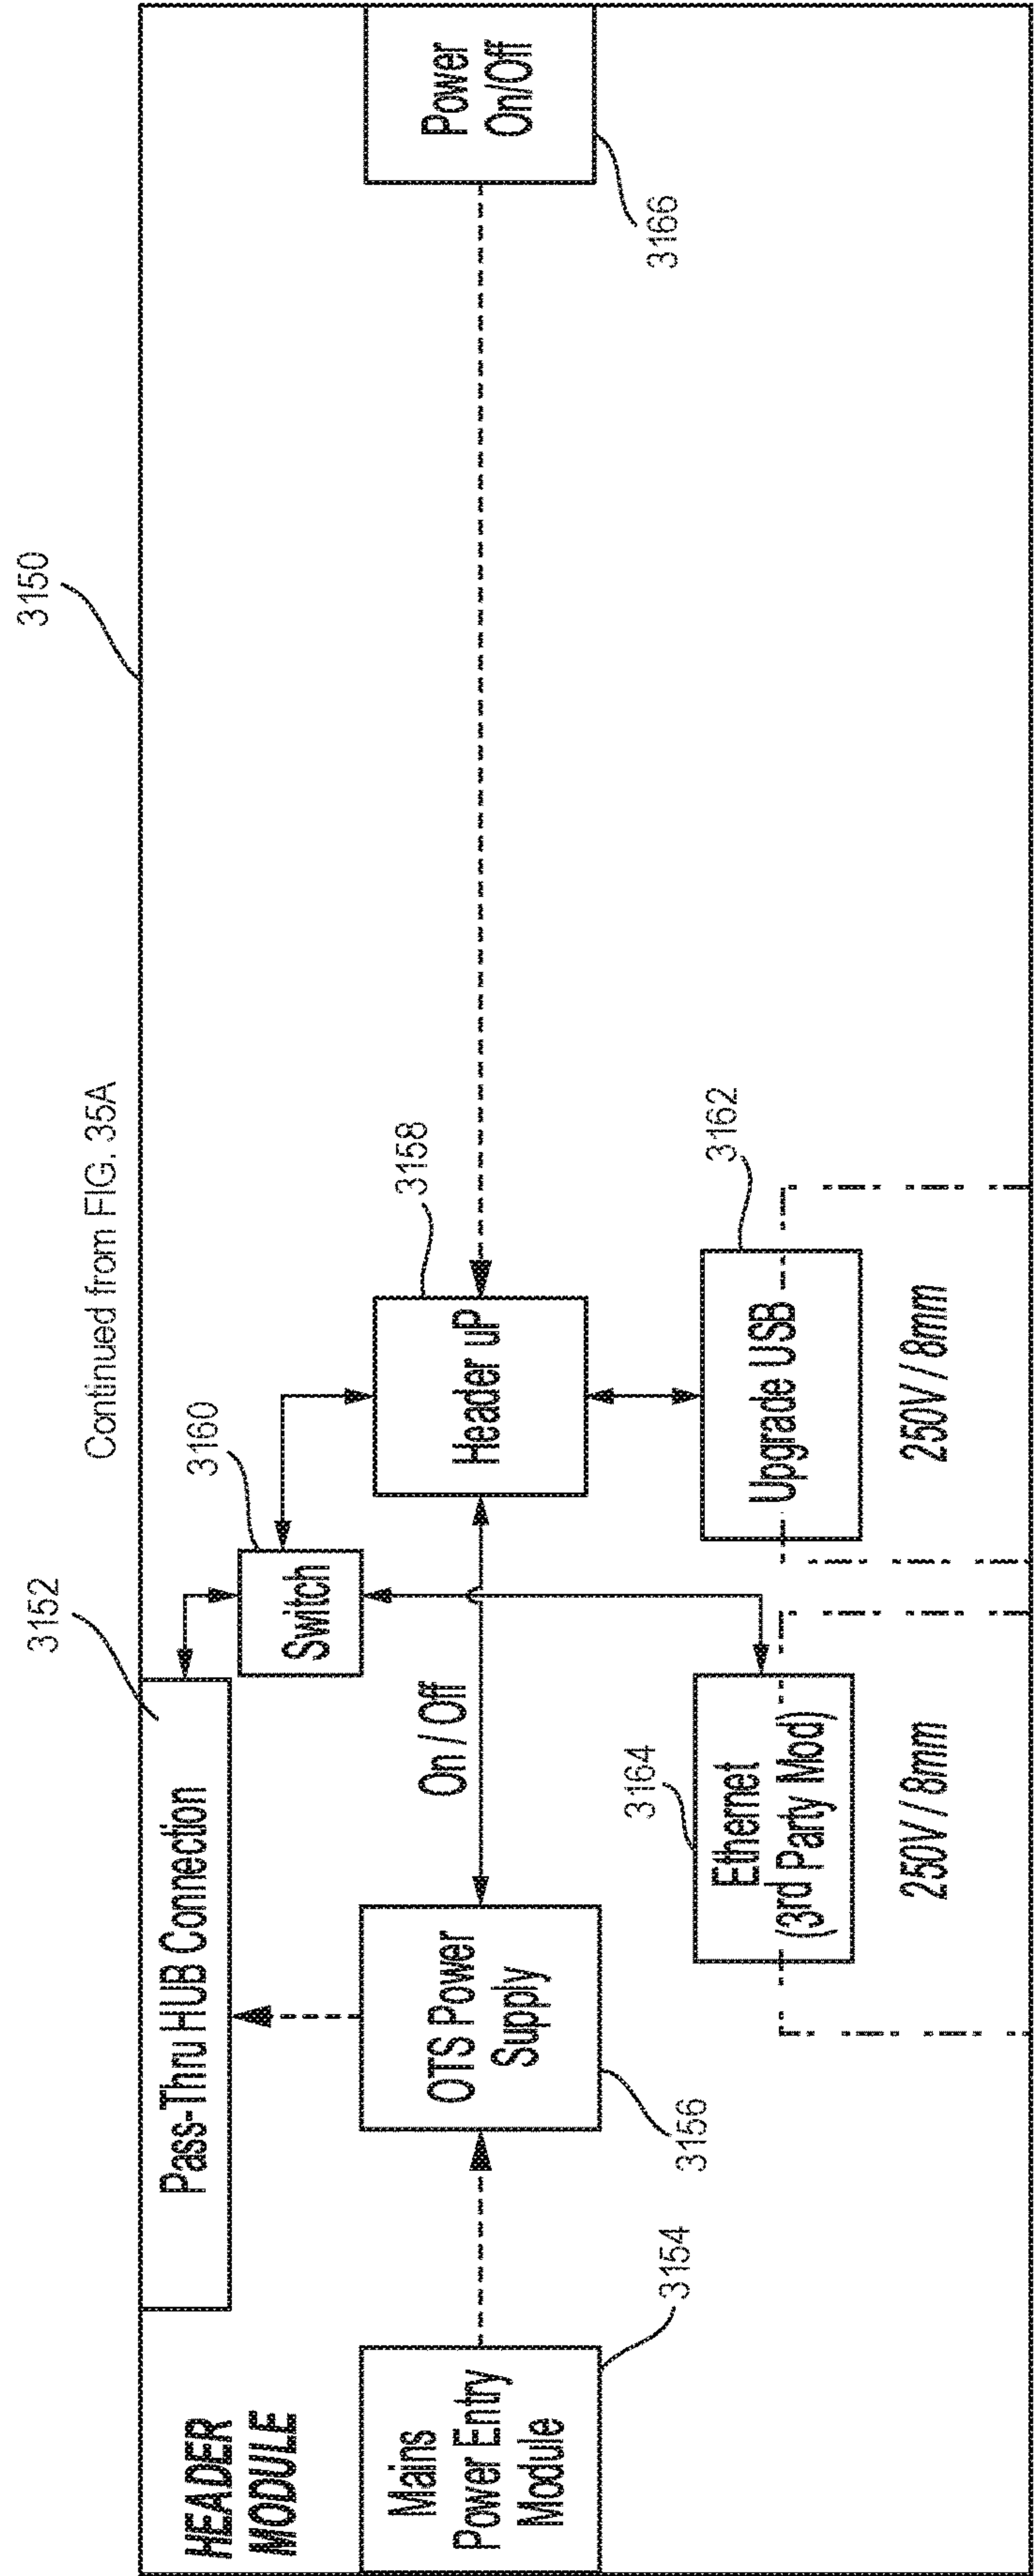 Continued from FIG. 35A
3150
3152
HEADER
MODULE
Pass-Thru HUB Connection
3160
Switch
3158
Mains
Power Entry
Module
3154
OTS Power
Supply
3156
On / Off
Header uP
Power
On/Off
3166
3164
Ethernet
(3rd Party Mod)
250V / 8mm
3162
Upgrade USB
250V / 8mm